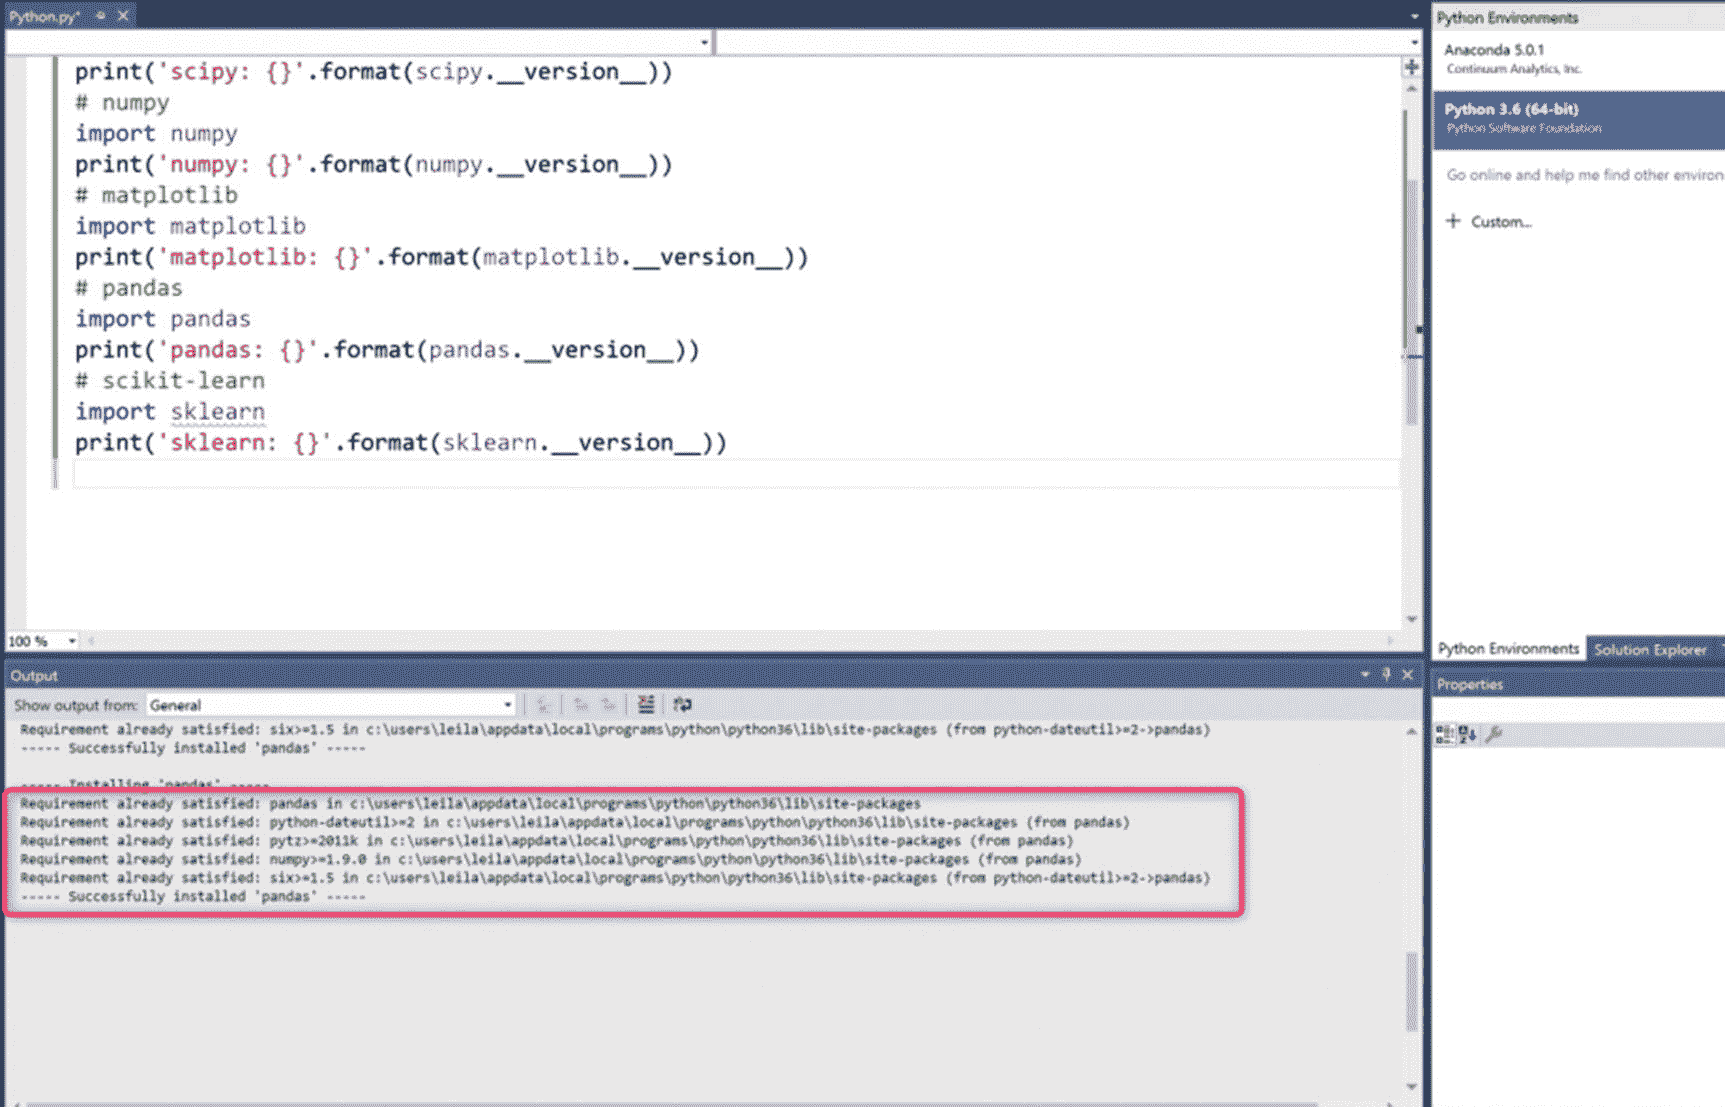 Python.py*
print('scipy: {}'.format(scipy.__version__))
# numpy
import numpy
print('numpy: {}'.format(numpy.__version__))
# matplotlib
import matplotlib
print('matplotlib: {}'.format(matplotlib.__version__))
# pandas
import pandas
print('pandas: {}'.format(pandas.__version__))
# scikit-learn
import sklearn
print('sklearn: {}'.format(sklearn.__version__))
100 %
Output
Show output from: General
Requirement already satisfied: six>=1.5 in c:\users\leila\appdata\local\programs\python\python36\lib\site-packages (from python-dateutil>=2->pandas)
----- Successfully installed 'pandas' -----
----- Installing 'pandas' -----
Requirement already satisfied: pandas in c:\users\leila\appdata\local\programs\python\python36\lib\site-packages
Requirement already satisfied: python-dateutil>=2 in c:\users\leila\appdata\local\programs\python\python36\lib\site-packages (from pandas)
Requirement already satisfied: pytz>=2011k in c:\users\leila\appdata\local\programs\python\python36\lib\site-packages (from pandas)
Requirement already satisfied: numpy>=1.9.0 in c:\users\leila\appdata\local\programs\python\python36\lib\site-packages (from pandas)
Requirement already satisfied: six>=1.5 in c:\users\leila\appdata\local\programs\python\python36\lib\site-packages (from python-dateutil>=2->pandas)
----- Successfully installed 'pandas' -----
Python Environments
Anaconda 5.0.1
Continuum Analytics, Inc.
Python 3.6 (64-bit)
Python Software Foundation
Go online and help me find other environ
+ Custom...
Python Environments Solution Explorer
Properties